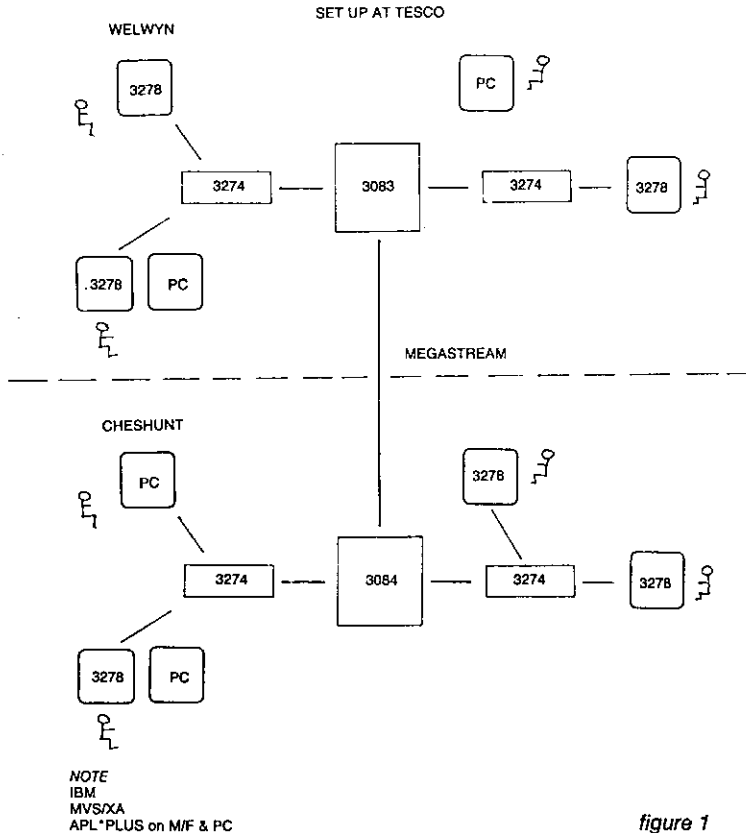 SET UP AT TESCO
WELWYN
3278
PC
3274
3083
3274
3278
.3278
PC
MEGASTREAM
CHESHUNT
PC
3278
3274
3084
3274
3278
3278
PC
NOTE
IBM
MVS/XA
APL*PLUS on M/F & PC
figure 1